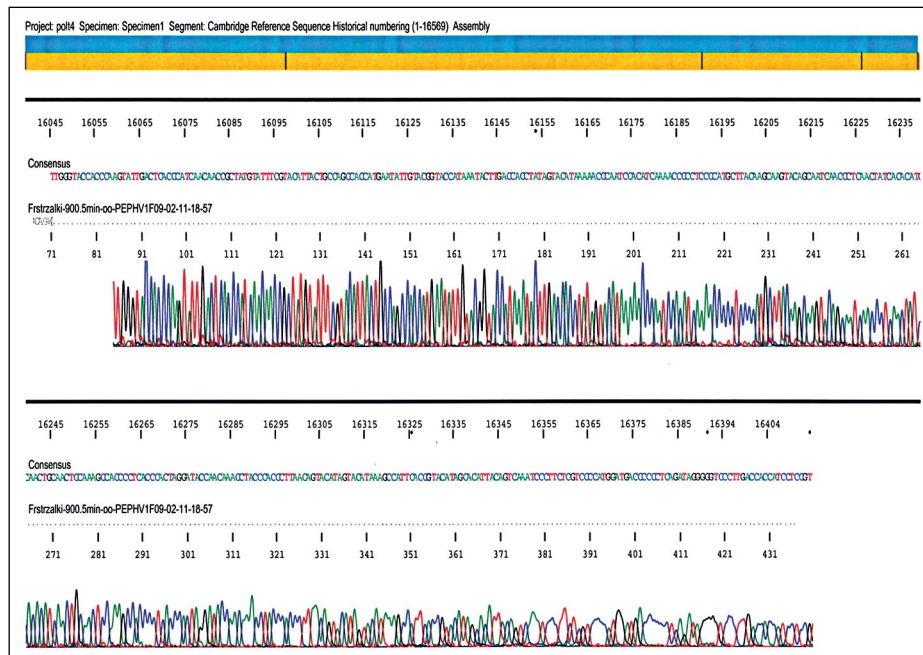 Project: polt4 Specimen: Specimen1 Segment: Cambridge Reference Sequence Historical numbering (1-16569) Assembly
16045 16055 16065 16075 16085 16095 16105 16115 16125 16135 16145 16155 16165 16175 16185 16195 16205 16215 16225 16235
Consensus
TTGGGTACCACCCAAGTATTGACTCACCCATCAACAACCGCTATGTATTTCGTACATTACTGCCAGCCACCATGAATATTGTACGGTACCATAAATACTTGACCACCTATAGTACATAAAAACCCAATCCACATCAAAACCCCCTCCCCATGCTTACAAGCAAGTACAGCAATCAACCCTCAACTATCACACATC
Frstrzalki-900.5min-oo-PEPHV1F09-02-11-18-57
71 81 91 101 111 121 131 141 151 161 171 181 191 201 211 221 231 241 251 261
16245 16255 16265 16275 16285 16295 16305 16315 16325 16335 16345 16355 16365 16375 16385 16394 16404
Consensus
CAACTGCAACTCCAAAGCCACCCCTCACCCACTAGGATACCAACAAACCTACCCACCCTTAACAGTACATAGTACATAAAGCCATTCACCGTACATAGCACATTACAGTCAAATCCCTTCTCGTCCCCATGGATGACCCCCCTCAGATAGGGGTCCCTTGACCACCATCCTCCGT
Frstrzalki-900.5min-oo-PEPHV1F09-02-11-18-57
271 281 291 301 311 321 331 341 351 361 371 381 391 401 411 421 431